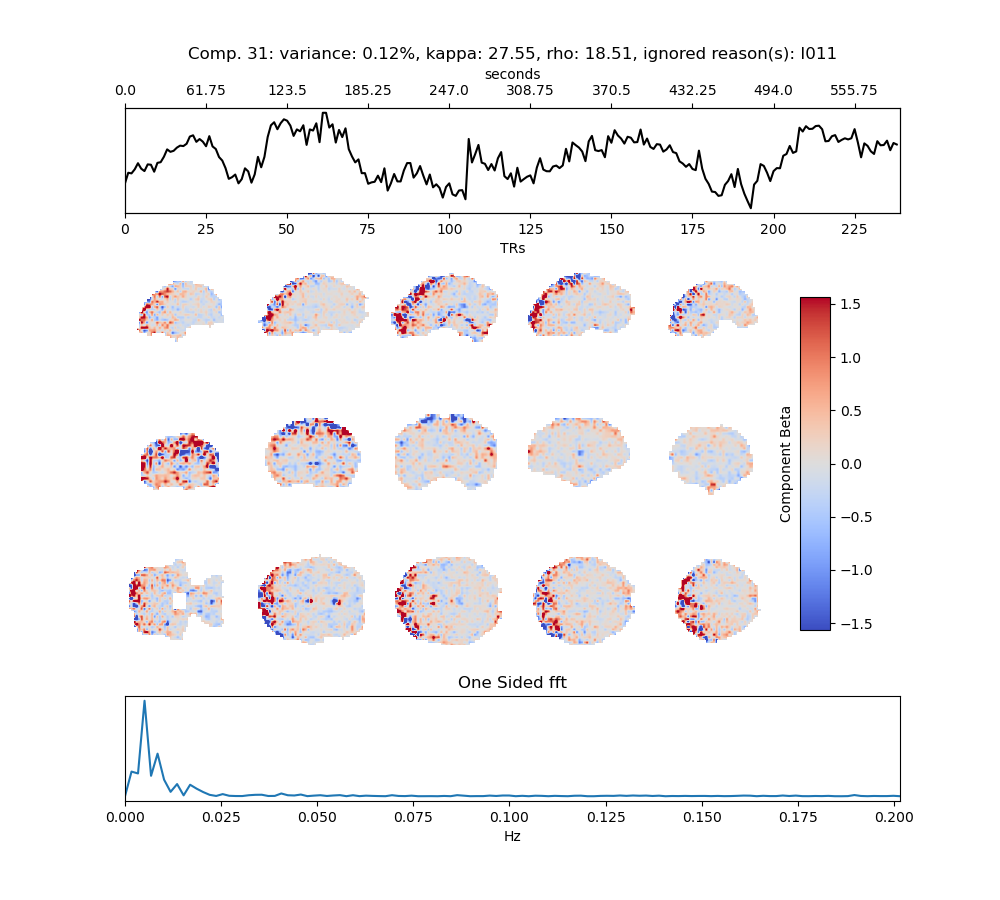 Comp. 31: variance: 0.12%, kappa: 27.55, rho: 18.51, ignored reason(s): I011
seconds
0.0 61.75 123.5 185.25 247.0 308.75 370.5 432.25 494.0 555.75
0 25 50 75 100 125 150 175 200 225
TRs
1.5
1.0
0.5
0.0
−0.5
−1.0
−1.5
Component Beta
One Sided fft
0.000 0.025 0.050 0.075 0.100 0.125 0.150 0.175 0.200
Hz